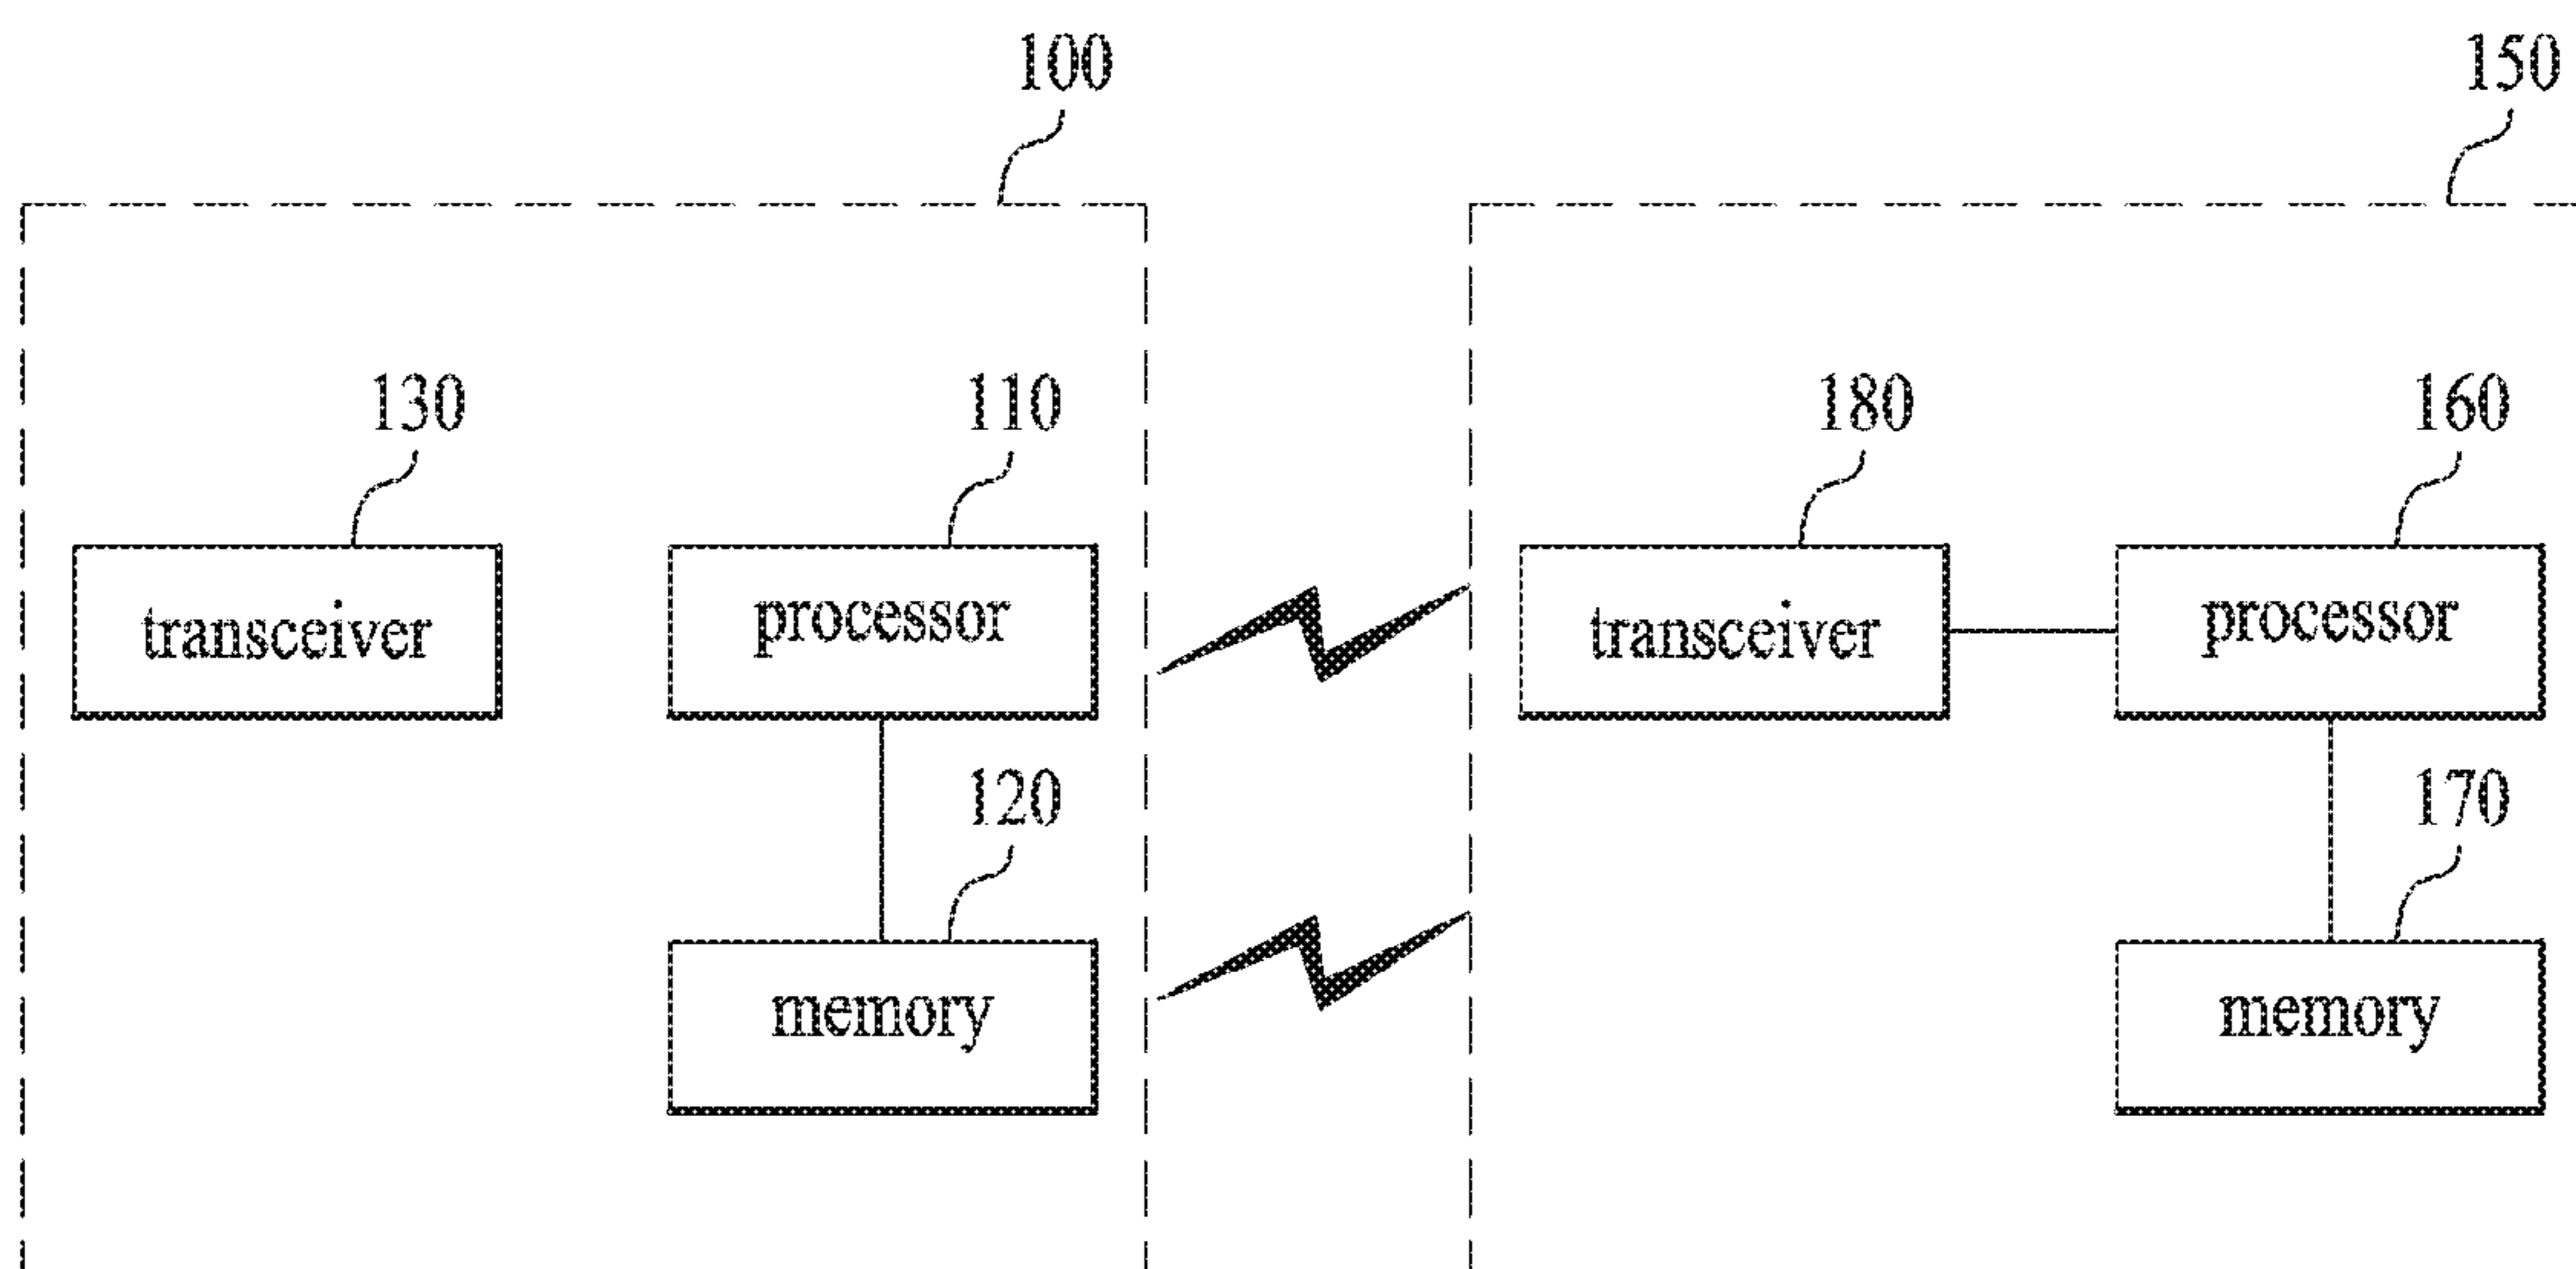 100 150
130 110 180 160
transceiver processor transceiver processor
120 170
memory memory